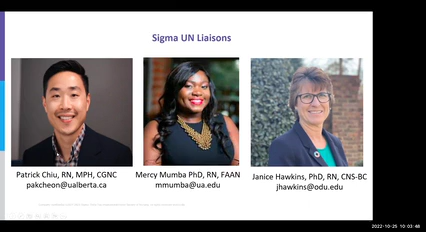 Sigma UN Liaisons
Patrick Chiu, RN, MPH, CGNC
pakcheon@ualberta.ca
Mercy Mumba PhD, RN, FAAN
mmumba@ua.edu
Janice Hawkins, PhD, RN, CNS-BC
jhawkins@odu.edu
2022-10-25 10:03:46